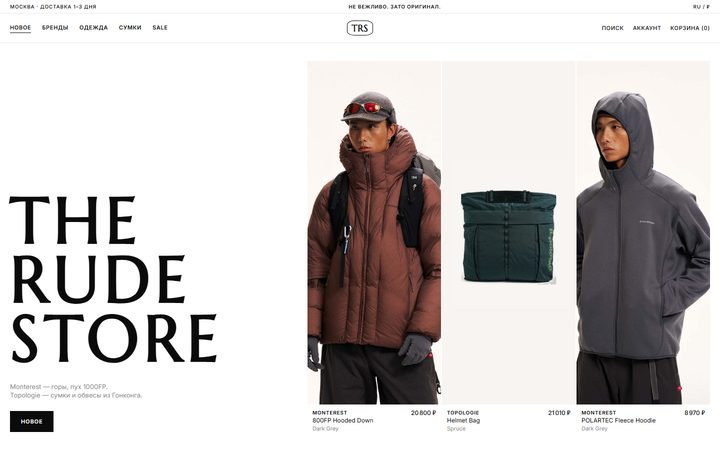 МОСКВА · ДОСТАВКА 1–3 ДНЯ
НЕ ВЕЖЛИВО. ЗАТО ОРИГИНАЛ.
RU / ₽
НОВОЕ БРЕНДЫ ОДЕЖДА СУМКИ SALE
TRS
ПОИСК АККАУНТ КОРЗИНА (0)
THE
RUDE
STORE
Monterest — горы, пух 1000FP.
Topologie — сумки и обвесы из Гонконга.
НОВОЕ
MONTEREST 20 800 ₽
800FP Hooded Down
Dark Grey
TOPOLOGIE 21 010 ₽
Helmet Bag
Spruce
MONTEREST 8 970 ₽
POLARTEC Fleece Hoodie
Dark Grey